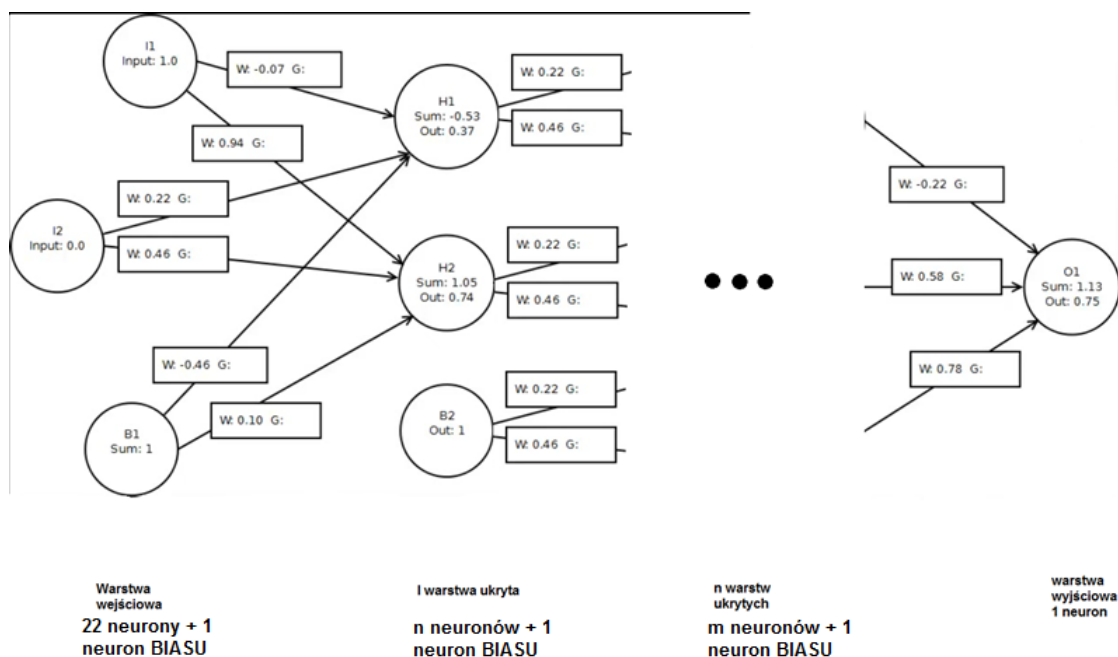 I1
Input: 1.0
W: -0.07 G:
W: 0.94 G:
I2
Input: 0.0
W: 0.22 G:
W: 0.46 G:
B1
Sum: 1
W: -0.46 G:
W: 0.10 G:
H1
Sum: -0.53
Out: 0.37
W: 0.22 G:
W: 0.46 G:
H2
Sum: 1.05
Out: 0.74
W: 0.22 G:
W: 0.46 G:
B2
Out: 1
W: 0.22 G:
W: 0.46 G:
W: -0.22 G:
W: 0.58 G:
W: 0.78 G:
O1
Sum: 1.13
Out: 0.75
Warstwa
wejściowa
22 neurony + 1
neuron BIASU
I warstwa ukryta
n neuronów + 1
neuron BIASU
n warstw
ukrytych
m neuronów + 1
neuron BIASU
warstwa
wyjściowa
1 neuron